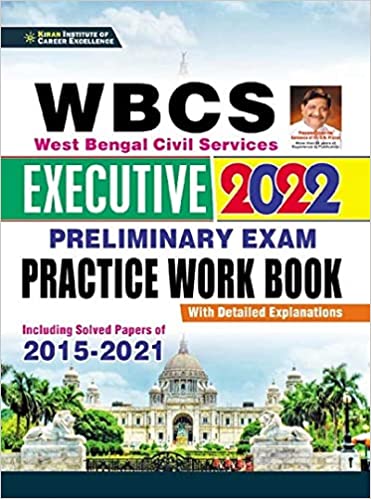 KIRAN INSTITUTE OF
CAREER EXCELLENCE
WBCS
West Bengal Civil Services
EXECUTIVE 2022
PRELIMINARY EXAM
PRACTICE WORK BOOK
With Detailed Explanations
Including Solved Papers of
2015-2021